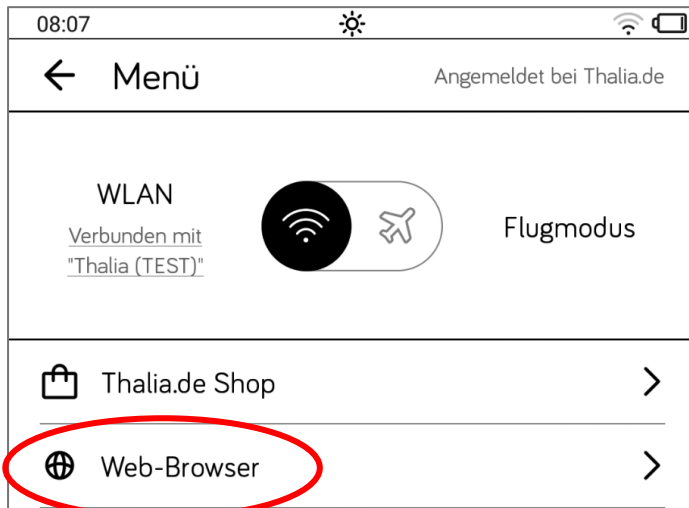 08:07
Menü
Angemeldet bei Thalia.de
WLAN
Verbunden mit
"Thalia (TEST)"
Flugmodus
Thalia.de Shop
Web-Browser